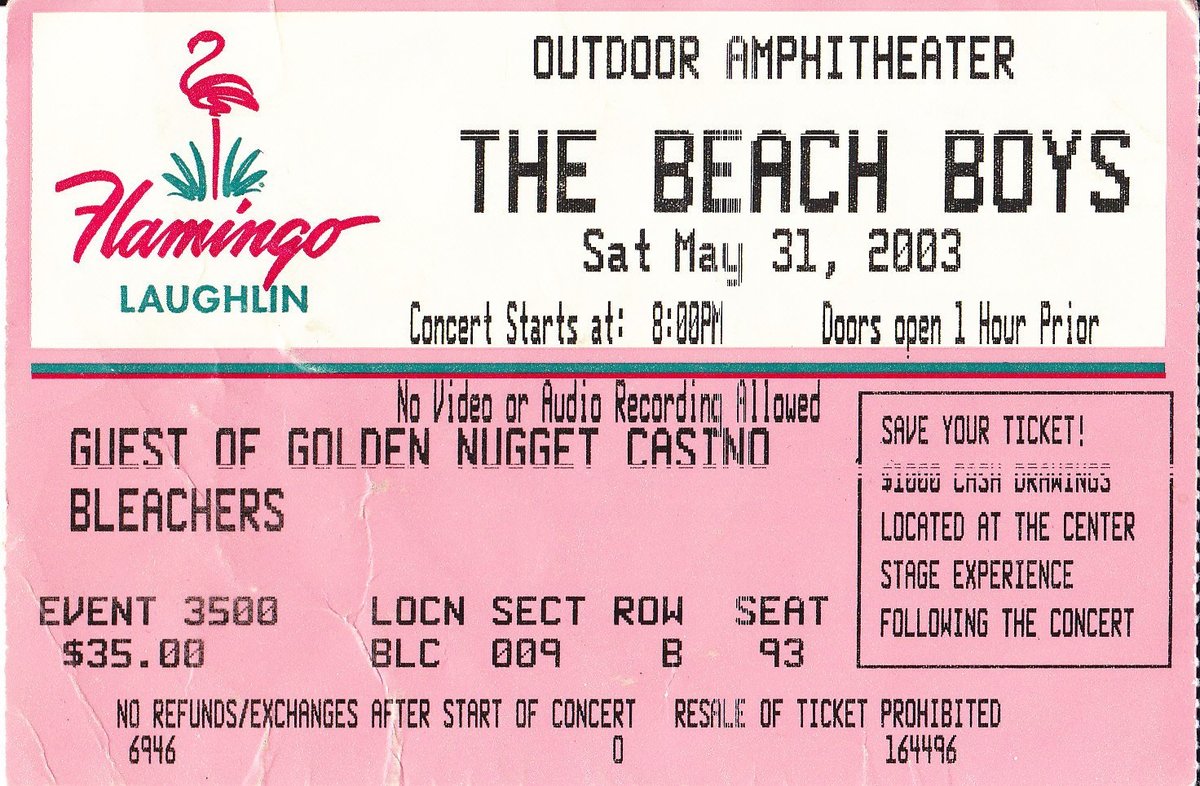 OUTDOOR AMPHITHEATER
THE BEACH BOYS
Sat May 31, 2003
Concert Starts at: 8:00PM Doors open 1 Hour Prior
Flamingo
LAUGHLIN
No Video or Audio Recording Allowed
GUEST OF GOLDEN NUGGET CASINO
BLEACHERS
SAVE YOUR TICKET!
$1000 CASH DRAWINGS
LOCATED AT THE CENTER
STAGE EXPERIENCE
FOLLOWING THE CONCERT
EVENT 3500 LOCN SECT ROW SEAT
$35.00 BLC 009 B 93
NO REFUNDS/EXCHANGES AFTER START OF CONCERT RESALE OF TICKET PROHIBITED
6946 0 164496